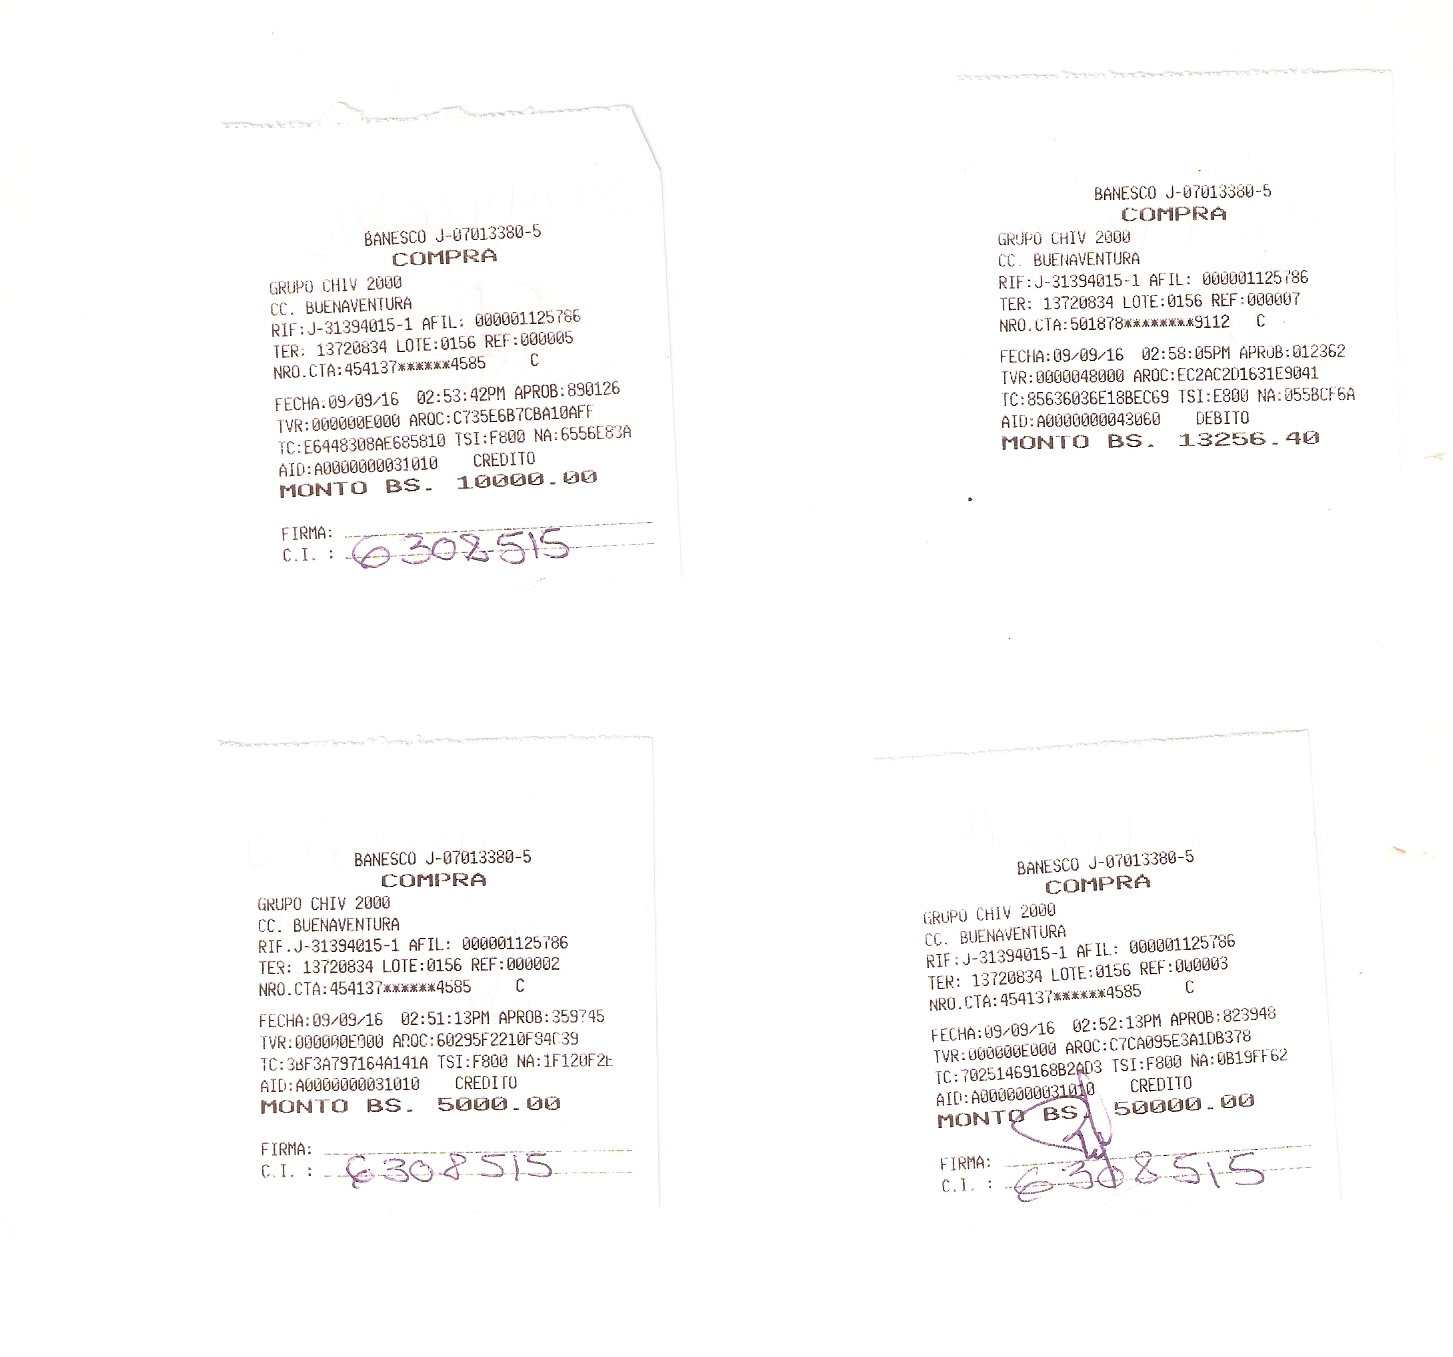 BANESCO J-07013380-5
COMPRA
GRUPO CHIV 2000
CC. BUENAVENTURA
RIF:J-31394015-1 AFIL: 000001125786
TER: 13720834 LOTE:0156 REF:000005
NRO.CTA:454137******4585 C
FECHA:09/09/16 02:53:42PM APROB:890126
TVR:000000E000 ARQC:C735E6B7CBA10AFF
TC:E6448308AE685810 TSI:F800 NA:6556E83A
AID:A0000000031010 CREDITO
MONTO BS. 10000.00
FIRMA:
C.I. : 6308515
BANESCO J-07013380-5
COMPRA
GRUPO CHIV 2000
CC. BUENAVENTURA
RIF:J-31394015-1 AFIL: 000001125786
TER: 13720834 LOTE:0156 REF:000007
NRO.CTA:501878********9112 C
FECHA:09/09/16 02:58:05PM APROB:012362
TVR:0000048000 ARQC:EC2AC2D1631E9041
TC:85636036E18BEC69 TSI:E800 NA:055BCF6A
AID:A0000000043060 DEBITO
MONTO BS. 13256.40
BANESCO J-07013380-5
COMPRA
GRUPO CHIV 2000
CC. BUENAVENTURA
RIF.J-31394015-1 AFIL: 000001125786
TER: 13720834 LOTE:0156 REF:000002
NRO.CTA:454137******4585 C
FECHA:09/09/16 02:51:13PM APROB:359745
TVR:000000E000 ARQC:60295F2210F94C39
TC:3BF3A797164A141A TSI:F800 NA:1F120F2E
AID:A0000000031010 CREDITO
MONTO BS. 5000.00
FIRMA:
C.I. : 6308515
BANESCO J-07013380-5
COMPRA
GRUPO CHIV 2000
CC. BUENAVENTURA
RIF:J-31394015-1 AFIL: 000001125786
TER: 13720834 LOTE:0156 REF:000003
NRO.CTA:454137******4585 C
FECHA:09/09/16 02:52:13PM APROB:823948
TVR:000000E000 ARQC:C7CA095E3A1DB378
TC:70251469168B2AD3 TSI:F800 NA:0B19FF62
AID:A0000000031010 CREDITO
MONTO BS. 50000.00
FIRMA:
C.I. : 6308515